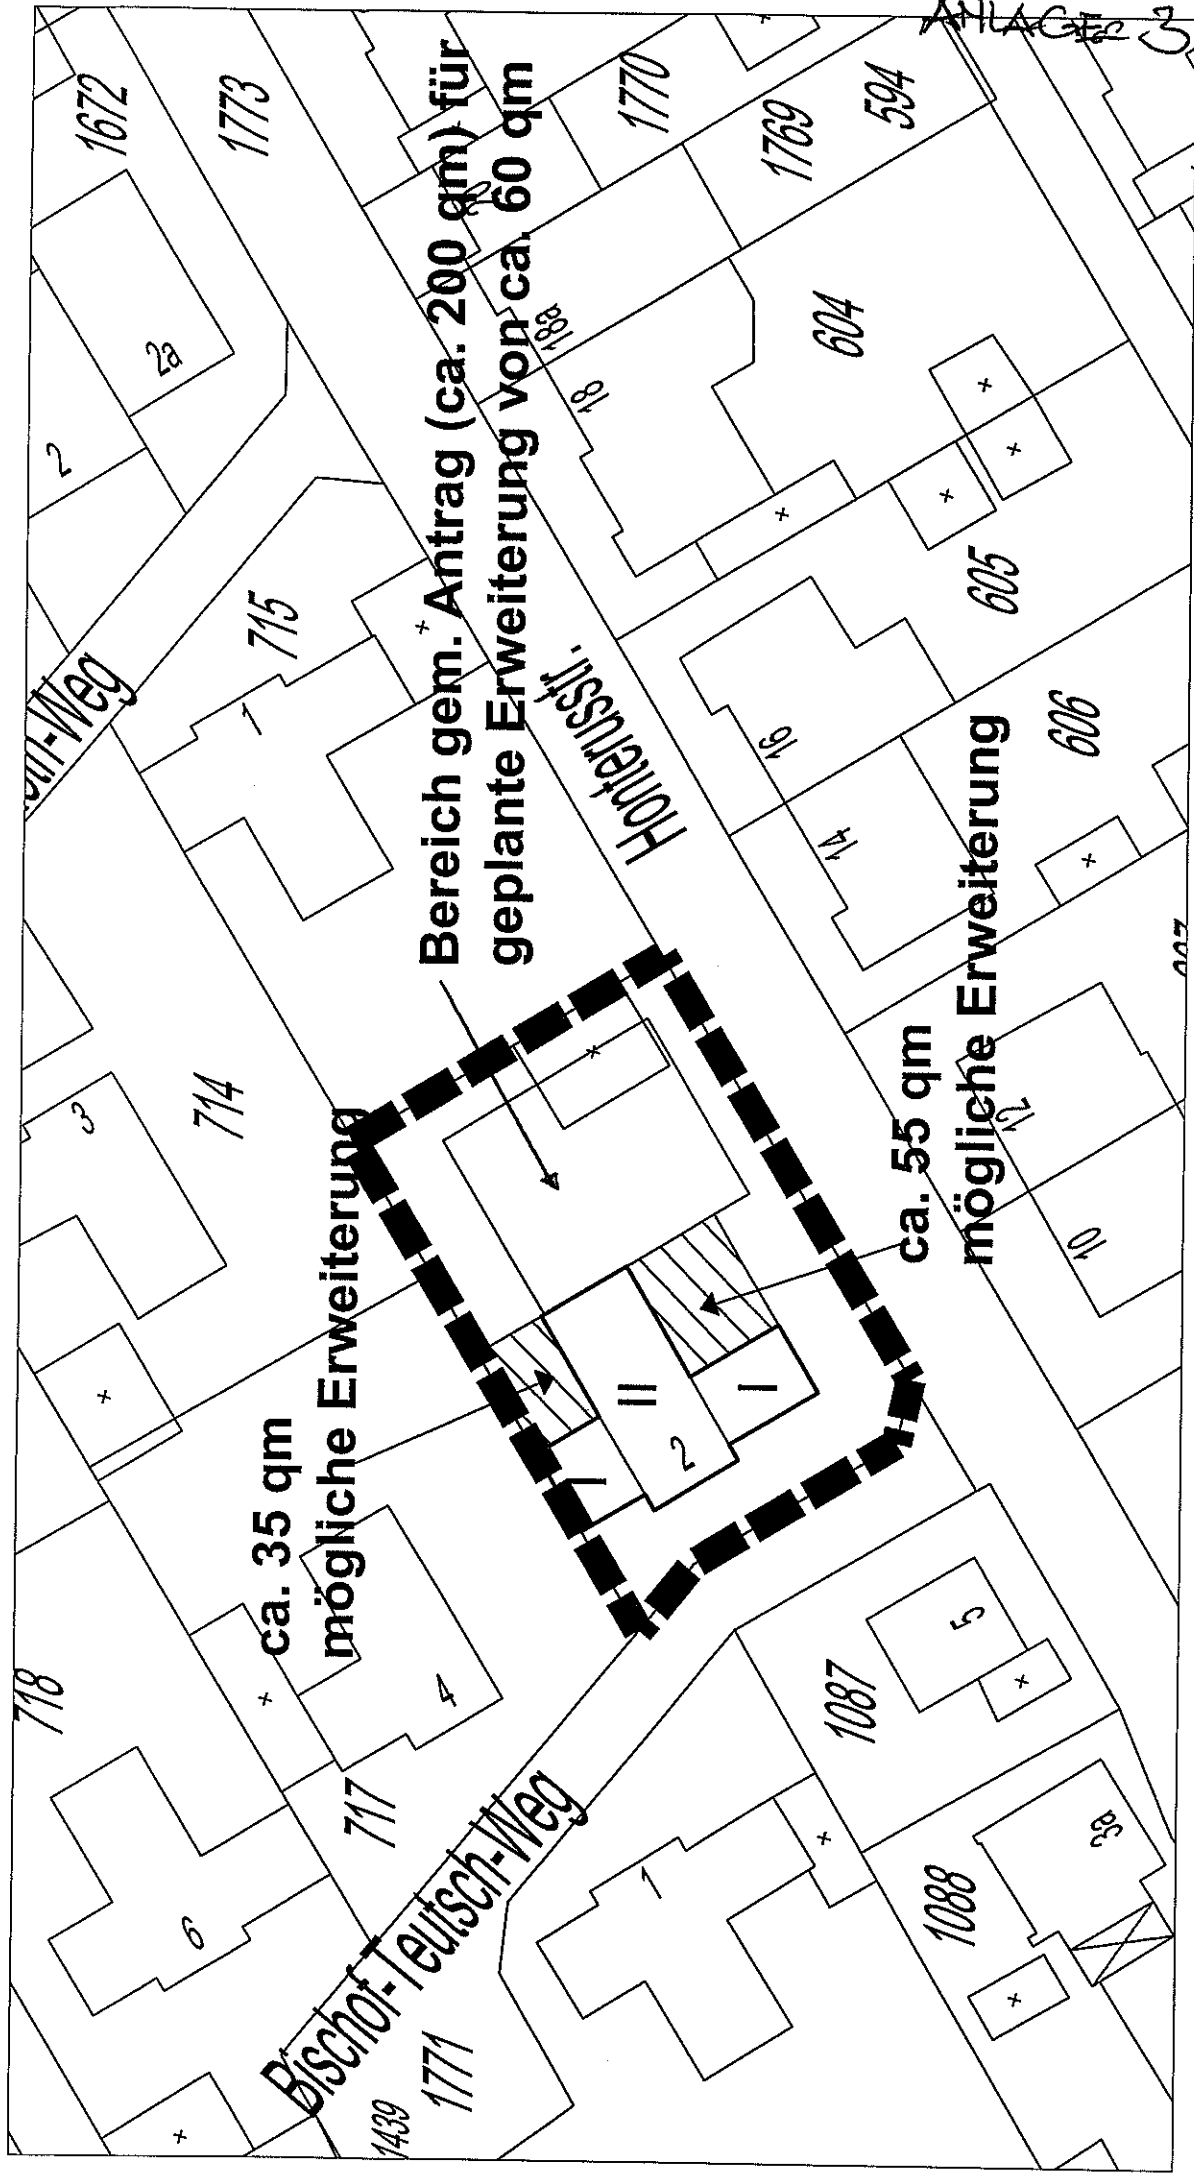 ANLAGE 3
1672
1773
2
2a
1770
1769
594
Bereich gem. Antrag (ca. 200 qm) für
geplante Erweiterung von ca. 60 qm
18a
18
604
715
1
-Weg
605
606
Honterusstr.
16
14
3
714
ca. 35 qm
mögliche Erweiterung
ca. 55 qm
mögliche Erweiterung
12
10
II
I
I
2
718
4
717
6
Bischof-Teutsch-Weg
1
1087
5
1088
3a
1771
1439